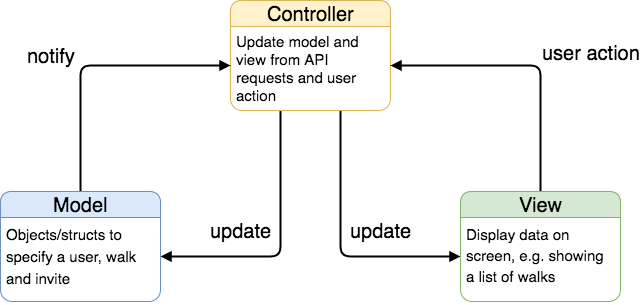 Controller
Update model and
view from API
requests and user
action
notify
user action
Model
Objects/structs to
specify a user, walk
and invite
update
update
View
Display data on
screen, e.g. showing
a list of walks